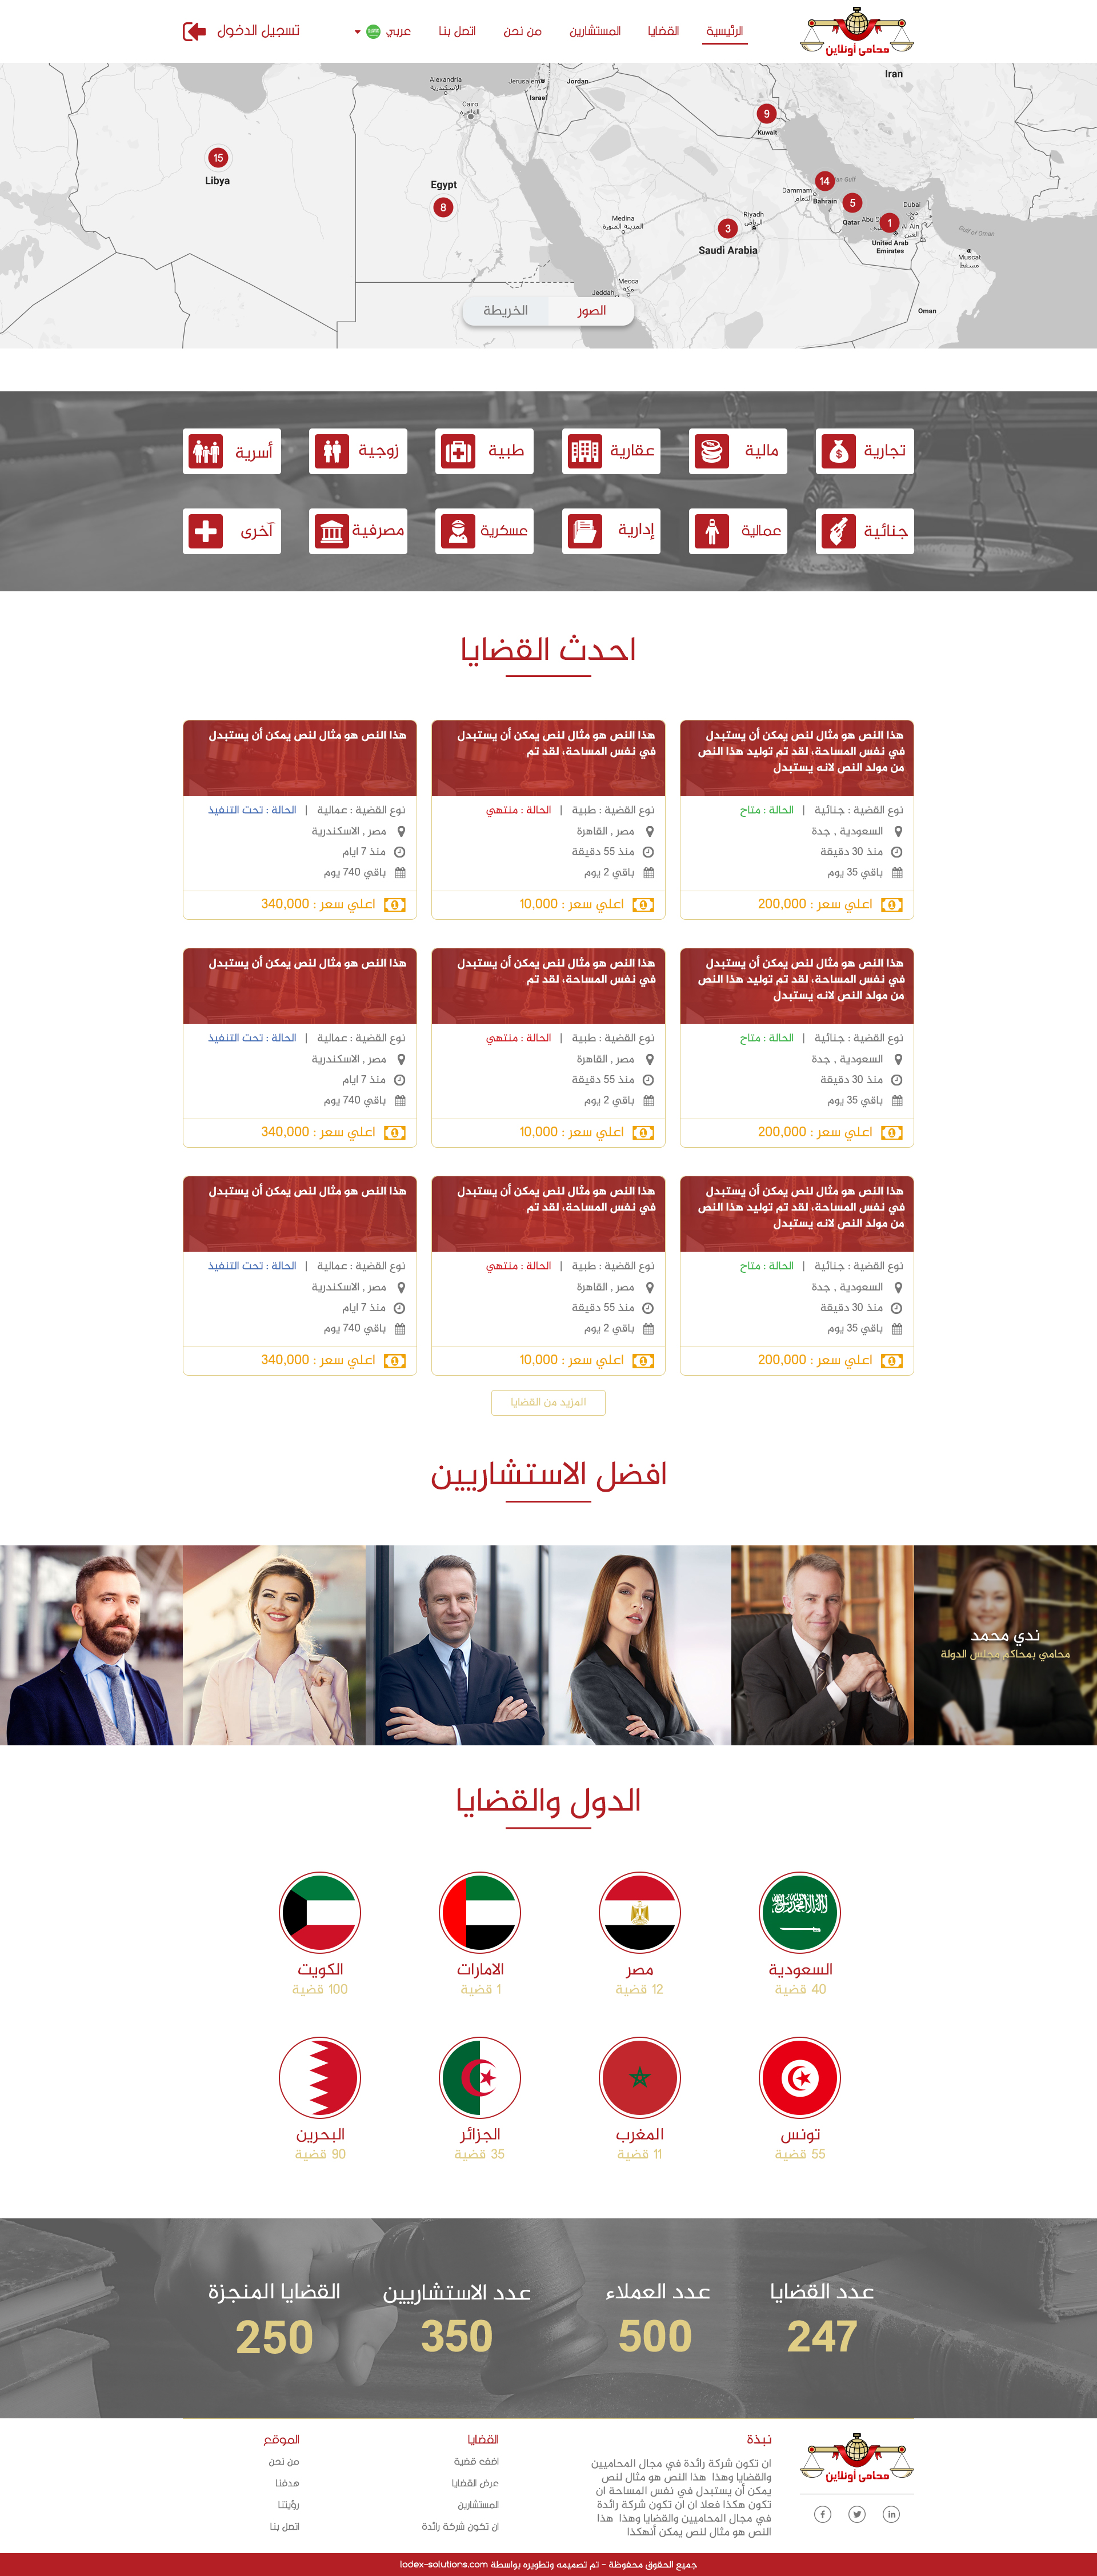 محامى أونلاين
الرئيسية
القضايا
المستشارين
من نحن
اتصل بنا
عربي
تسجيل الدخول
Iran
Alexandria
الإسكندرية
Jerusalem
Jordan
Israel
Cairo
القاهرة
9
Kuwait
15
Libya
Egypt
8
14
an Gulf
Dammam
الدمام
Bahrain
5
Qatar
Abu
1
Dubai
دبي
Al Ain
العين
United Arab
Emirates
Gulf of Oman
Muscat
مسقط
Medina
المدينة المنورة
Riyadh
الرياض
3
Saudi Arabia
Mecca
مكة
Jeddah
Oman
الصور
الخريطة
تجارية
مالية
عقارية
طبية
زوجية
أسرية
جنائية
عمالية
إدارية
عسكرية
مصرفية
آخرى
احدث القضايا
هذا النص هو مثال لنص يمكن أن يستبدل
في نفس المساحة، لقد تم توليد هذا النص
من مولد النص لانه يستبدل
نوع القضية : جنائية | الحالة : متاح
السعودية , جدة
منذ 30 دقيقة
باقي 35 يوم
اعلي سعر : 200,000
هذا النص هو مثال لنص يمكن أن يستبدل
في نفس المساحة، لقد تم
نوع القضية : طبية | الحالة : منتهي
مصر , القاهرة
منذ 55 دقيقة
باقي 2 يوم
اعلي سعر : 10,000
هذا النص هو مثال لنص يمكن أن يستبدل
نوع القضية : عمالية | الحالة : تحت التنفيذ
مصر , الاسكندرية
منذ 7 ايام
باقي 740 يوم
اعلي سعر : 340,000
هذا النص هو مثال لنص يمكن أن يستبدل
في نفس المساحة، لقد تم توليد هذا النص
من مولد النص لانه يستبدل
نوع القضية : جنائية | الحالة : متاح
السعودية , جدة
منذ 30 دقيقة
باقي 35 يوم
اعلي سعر : 200,000
هذا النص هو مثال لنص يمكن أن يستبدل
في نفس المساحة، لقد تم
نوع القضية : طبية | الحالة : منتهي
مصر , القاهرة
منذ 55 دقيقة
باقي 2 يوم
اعلي سعر : 10,000
هذا النص هو مثال لنص يمكن أن يستبدل
نوع القضية : عمالية | الحالة : تحت التنفيذ
مصر , الاسكندرية
منذ 7 ايام
باقي 740 يوم
اعلي سعر : 340,000
هذا النص هو مثال لنص يمكن أن يستبدل
في نفس المساحة، لقد تم توليد هذا النص
من مولد النص لانه يستبدل
نوع القضية : جنائية | الحالة : متاح
السعودية , جدة
منذ 30 دقيقة
باقي 35 يوم
اعلي سعر : 200,000
هذا النص هو مثال لنص يمكن أن يستبدل
في نفس المساحة، لقد تم
نوع القضية : طبية | الحالة : منتهي
مصر , القاهرة
منذ 55 دقيقة
باقي 2 يوم
اعلي سعر : 10,000
هذا النص هو مثال لنص يمكن أن يستبدل
نوع القضية : عمالية | الحالة : تحت التنفيذ
مصر , الاسكندرية
منذ 7 ايام
باقي 740 يوم
اعلي سعر : 340,000
المزيد من القضايا
افضل الاستشاريين
ندي محمد
محامي بمحاكم مجلس الدولة
الدول والقضايا
السعودية
40 قضية
مصر
12 قضية
الامارات
1 قضية
الكويت
100 قضية
تونس
55 قضية
المغرب
11 قضية
الجزائر
35 قضية
البحرين
90 قضية
عدد القضايا
247
عدد العملاء
500
عدد الاستشاريين
350
القضايا المنجزة
250
محامى أونلاين
نبذة
ان تكون شركة رائدة في مجال المحاميين
والقضايا وهذا هذا النص هو مثال لنص
يمكن أن يستبدل في نفس المساحة ان
تكون هكذا فعلا ان ان تكون شركة رائدة
في مجال المحاميين والقضايا وهذا هذا
النص هو مثال لنص يمكن أنهكذا
القضايا
اضف قضية
عرض القضايا
المستشارين
ان تكون شركة رائدة
الموقع
من نحن
هدفنا
رؤيتنا
اتصل بنا
جميع الحقوق محفوظة - تم تصميمه وتطويره بواسطة lodex-solutions.com